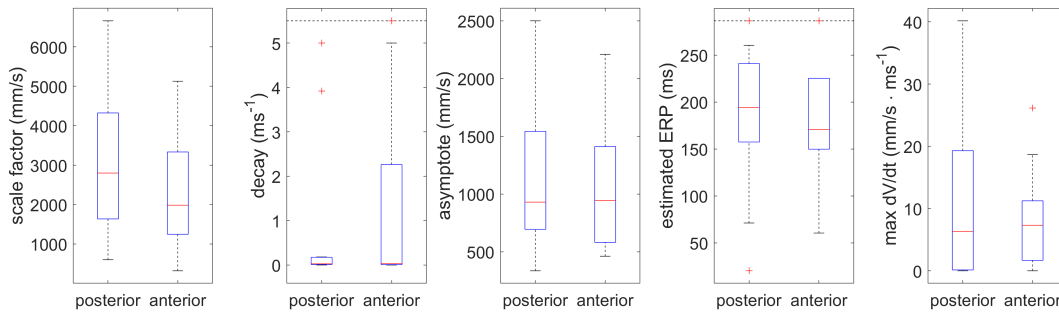 scale factor (mm/s)
6000
5000
4000
3000
2000
1000
posterior anterior
decay (ms⁻¹)
5
4
3
2
1
0
posterior anterior
asymptote (mm/s)
2500
2000
1500
1000
500
posterior anterior
estimated ERP (ms)
250
200
150
100
50
posterior anterior
max dV/dt (mm/s · ms⁻¹)
40
30
20
10
0
posterior anterior